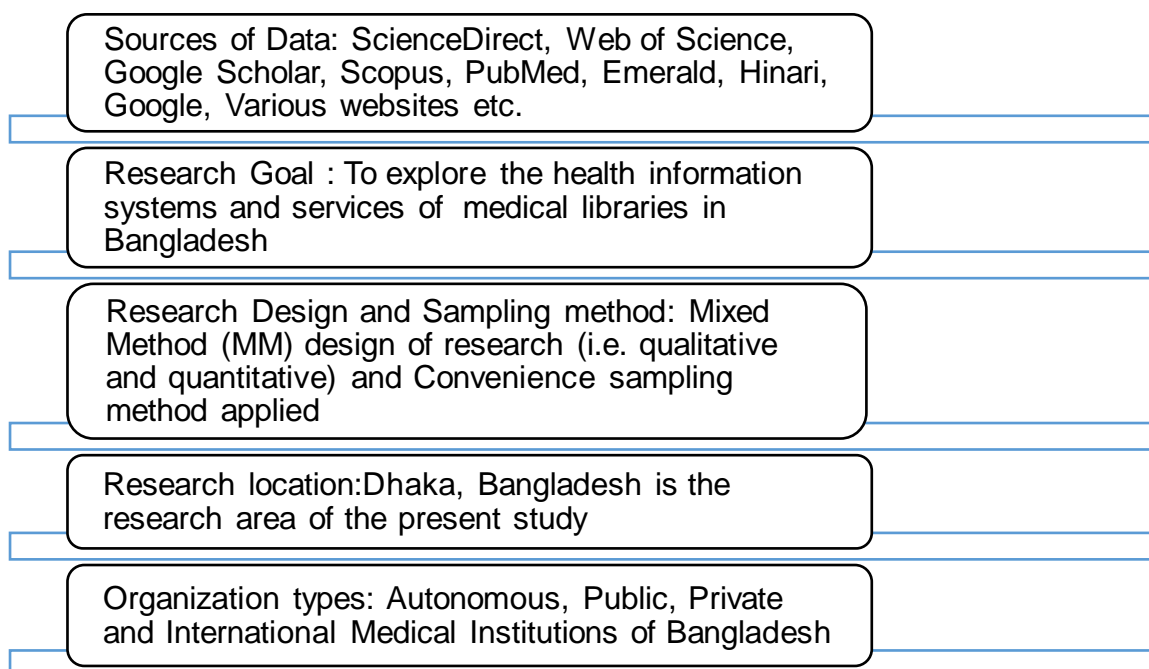 Sources of Data: ScienceDirect, Web of Science,
Google Scholar, Scopus, PubMed, Emerald, Hinari,
Google, Various websites etc.
Research Goal : To explore the health information
systems and services of medical libraries in
Bangladesh
Research Design and Sampling method: Mixed
Method (MM) design of research (i.e. qualitative
and quantitative) and Convenience sampling
method applied
Research location:Dhaka, Bangladesh is the
research area of the present study
Organization types: Autonomous, Public, Private
and International Medical Institutions of Bangladesh